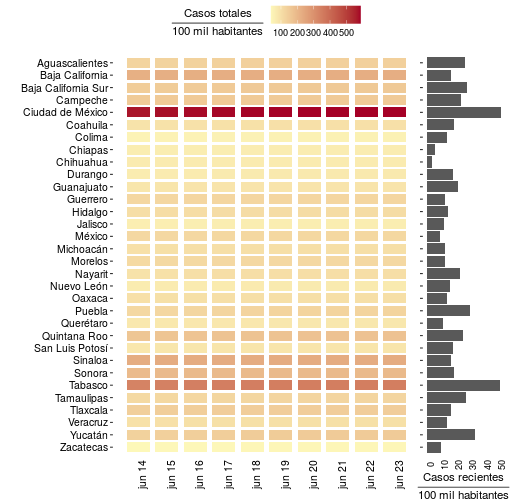 Casos totales
100 mil habitantes
100 200 300 400 500
Aguascalientes
Baja California
Baja California Sur
Campeche
Ciudad de México
Coahuila
Colima
Chiapas
Chihuahua
Durango
Guanajuato
Guerrero
Hidalgo
Jalisco
México
Michoacán
Morelos
Nayarit
Nuevo León
Oaxaca
Puebla
Querétaro
Quintana Roo
San Luis Potosí
Sinaloa
Sonora
Tabasco
Tamaulipas
Tlaxcala
Veracruz
Yucatán
Zacatecas
jun 14
jun 15
jun 16
jun 17
jun 18
jun 19
jun 20
jun 21
jun 22
jun 23
0 10 20 30 40 50
Casos recientes
100 mil habitantes